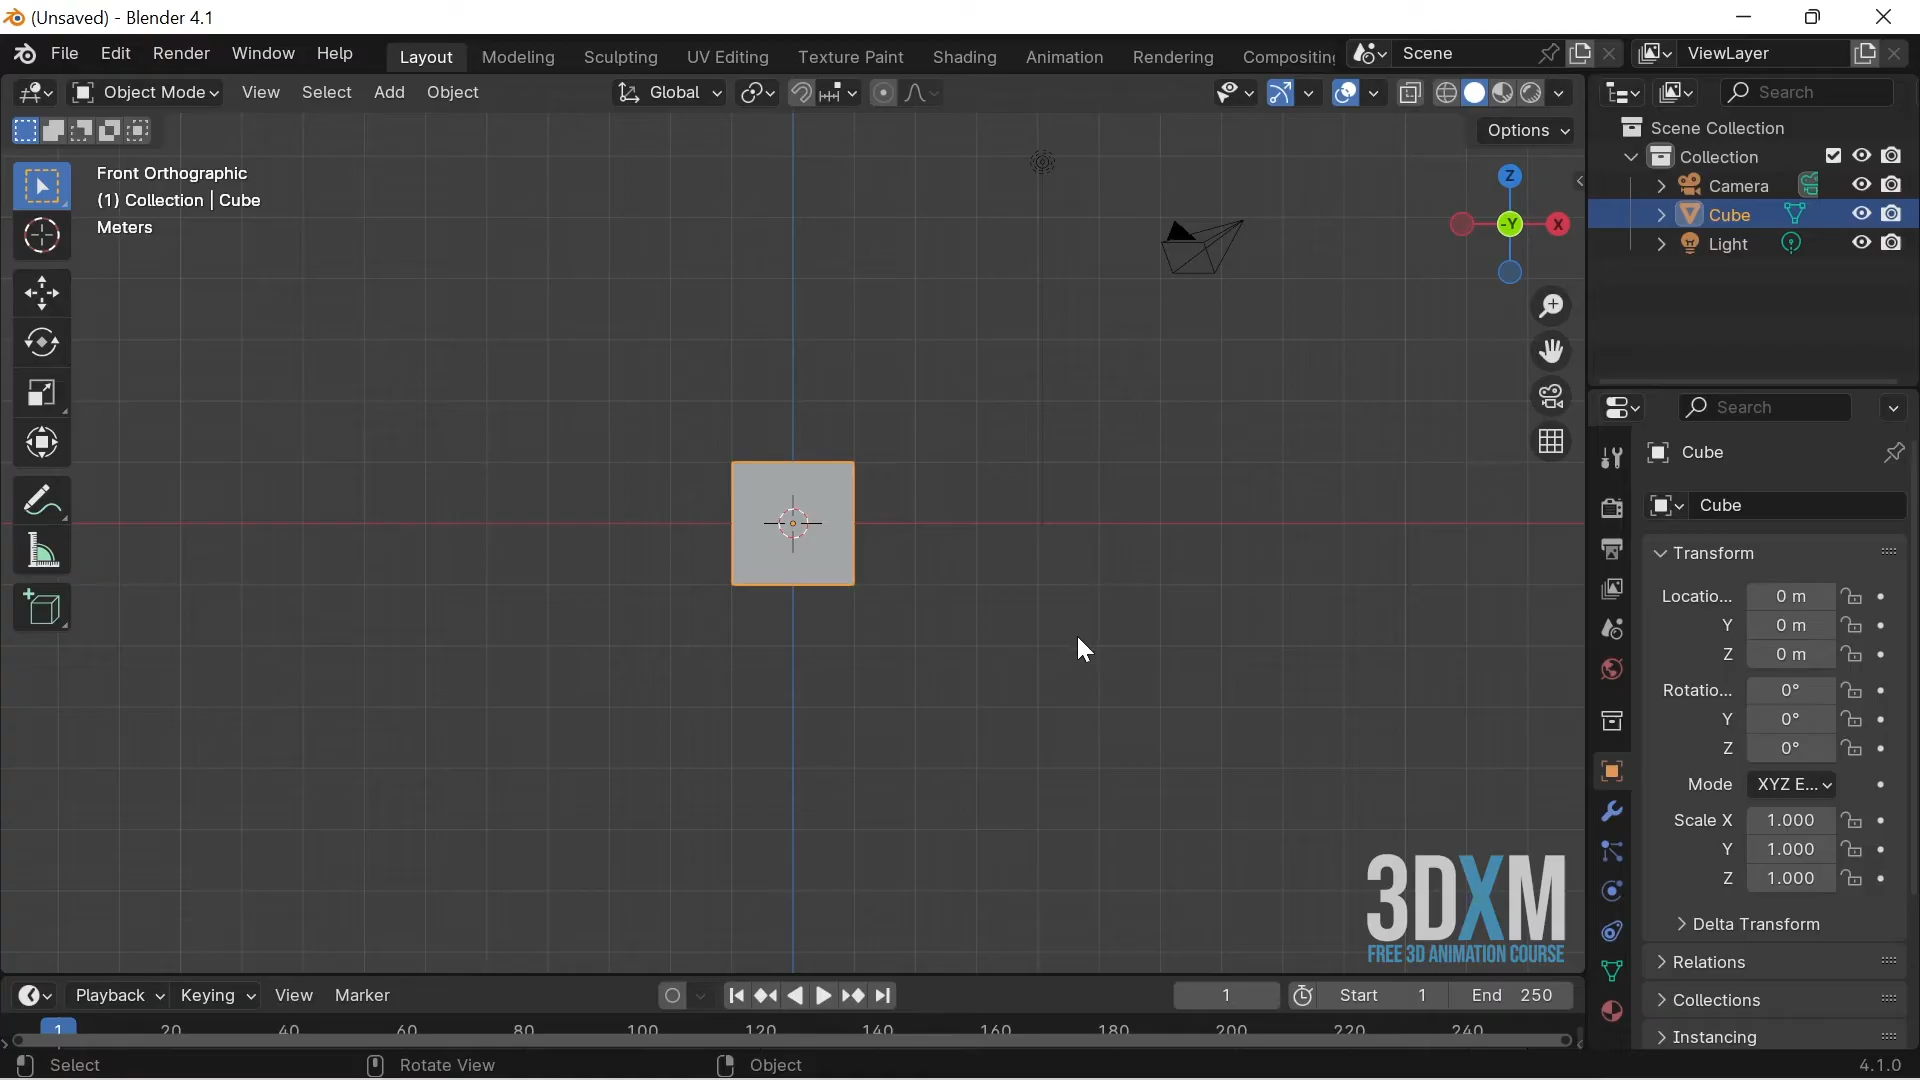 (Unsaved) - Blender 4.1
File Edit Render Window Help Layout Modeling Sculpting UV Editing Texture Paint Shading Animation Rendering Compositing Scene ViewLayer
Object Mode View Select Add Object Global Search
Options
Scene Collection
Collection
Camera
Cube
Light
Front Orthographic
(1) Collection | Cube
Meters
Z
-Y X
Search
Cube
Cube
Transform
Locatio... 0 m
Y 0 m
Z 0 m
Rotatio... 0°
Y 0°
Z 0°
Mode XYZ E...
Scale X 1.000
Y 1.000
Z 1.000
Delta Transform
Relations
Collections
Instancing
3DXM
FREE 3D ANIMATION COURSE
Playback Keying View Marker 1 Start 1 End 250
1 20 40 60 80 100 120 140 160 180 200 220 240
Select Rotate View Object 4.1.0